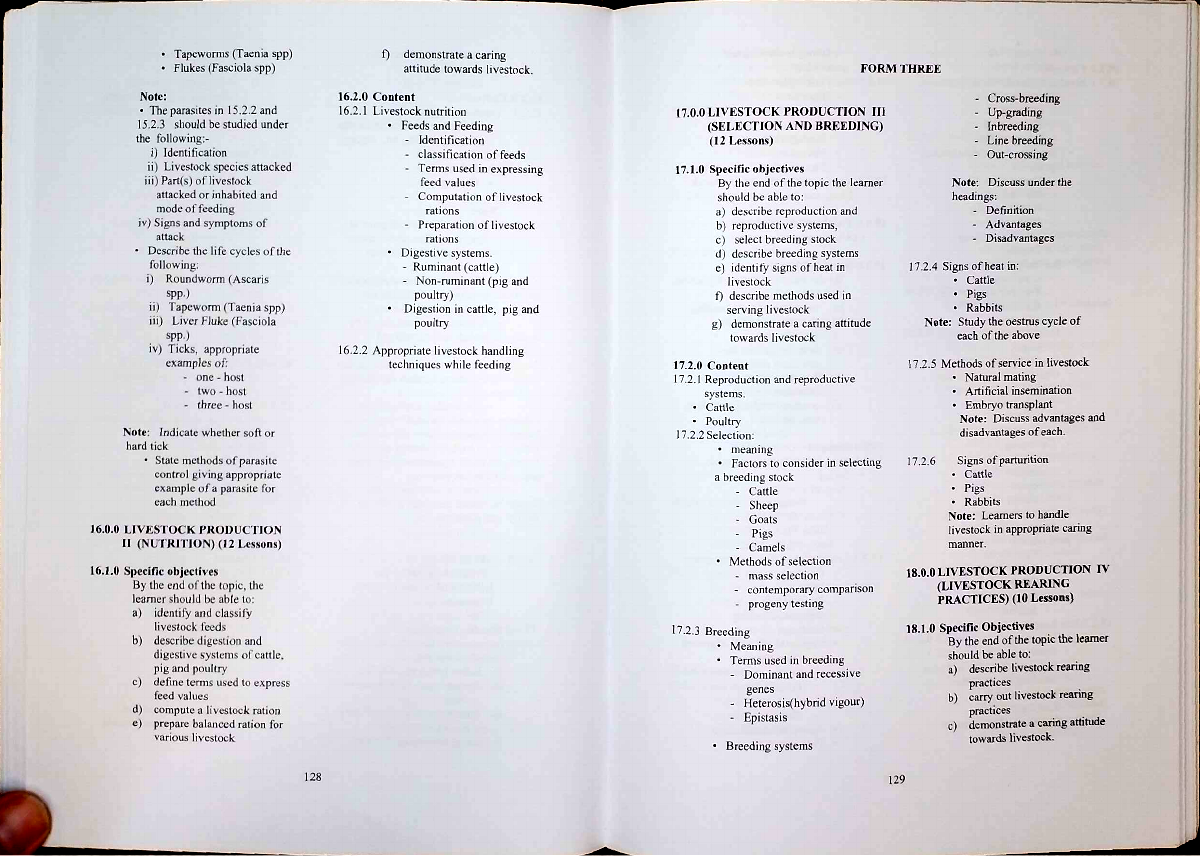 • Tapeworms (Taenia spp)
• Flukes (Fasciola spp)
Note:
• The parasites in 15.2.2 and
15.2.3 should be studied under
the following:-
i) Identification
ii) Livestock species attacked
iii) Part(s) of livestock
attacked or inhabited and
mode of feeding
iv) Signs and symptoms of
attack
• Describe the life cycles of the
following:
i) Roundworm (Ascaris
spp.)
ii) Tapeworm (Taenia spp)
iii) Liver Fluke (Fasciola
spp.)
iv) Ticks, appropriate
examples of:
- one - host
- two - host
- three - host
Note: Indicate whether soft or
hard tick
• State methods of parasite
control giving appropriate
example of a parasite for
each method
16.0.0 LIVESTOCK PRODUCTION
II (NUTRITION) (12 Lessons)
16.1.0 Specific objectives
By the end of the topic, the
learner should be able to:
a) identify and classify
livestock feeds
b) describe digestion and
digestive systems of cattle,
pig and poultry
c) define terms used to express
feed values
d) compute a livestock ration
e) prepare balanced ration for
various livestock
f) demonstrate a caring
attitude towards livestock.
16.2.0 Content
16.2.1 Livestock nutrition
• Feeds and Feeding
- Identification
- classification of feeds
- Terms used in expressing
feed values
- Computation of livestock
rations
- Preparation of livestock
rations
• Digestive systems.
- Ruminant (cattle)
- Non-ruminant (pig and
poultry)
• Digestion in cattle, pig and
poultry
16.2.2 Appropriate livestock handling
techniques while feeding
128
FORM THREE
17.0.0 LIVESTOCK PRODUCTION III
(SELECTION AND BREEDING)
(12 Lessons)
17.1.0 Specific objectives
By the end of the topic the learner
should be able to:
a) describe reproduction and
b) reproductive systems,
c) select breeding stock
d) describe breeding systems
e) identify signs of heat in
livestock
f) describe methods used in
serving livestock
g) demonstrate a caring attitude
towards livestock
17.2.0 Content
17.2.1 Reproduction and reproductive
systems.
• Cattle
• Poultry
17.2.2 Selection:
• meaning
• Factors to consider in selecting
a breeding stock
- Cattle
- Sheep
- Goats
- Pigs
- Camels
• Methods of selection
- mass selection
- contemporary comparison
- progeny testing
17.2.3 Breeding
• Meaning
• Terms used in breeding
- Dominant and recessive
genes
- Heterosis(hybrid vigour)
- Epistasis
• Breeding systems
- Cross-breeding
- Up-grading
- Inbreeding
- Line breeding
- Out-crossing
Note: Discuss under the
headings:
- Definition
- Advantages
- Disadvantages
17.2.4 Signs of heat in:
• Cattle
• Pigs
• Rabbits
Note: Study the oestrus cycle of
each of the above
17.2.5 Methods of service in livestock
• Natural mating
• Artificial insemination
• Embryo transplant
Note: Discuss advantages and
disadvantages of each.
17.2.6 Signs of parturition
• Cattle
• Pigs
• Rabbits
Note: Learners to handle
livestock in appropriate caring
manner.
18.0.0 LIVESTOCK PRODUCTION IV
(LIVESTOCK REARING
PRACTICES) (10 Lessons)
18.1.0 Specific Objectives
By the end of the topic the learner
should be able to:
a) describe livestock rearing
practices
b) carry out livestock rearing
practices
c) demonstrate a caring attitude
towards livestock.
129